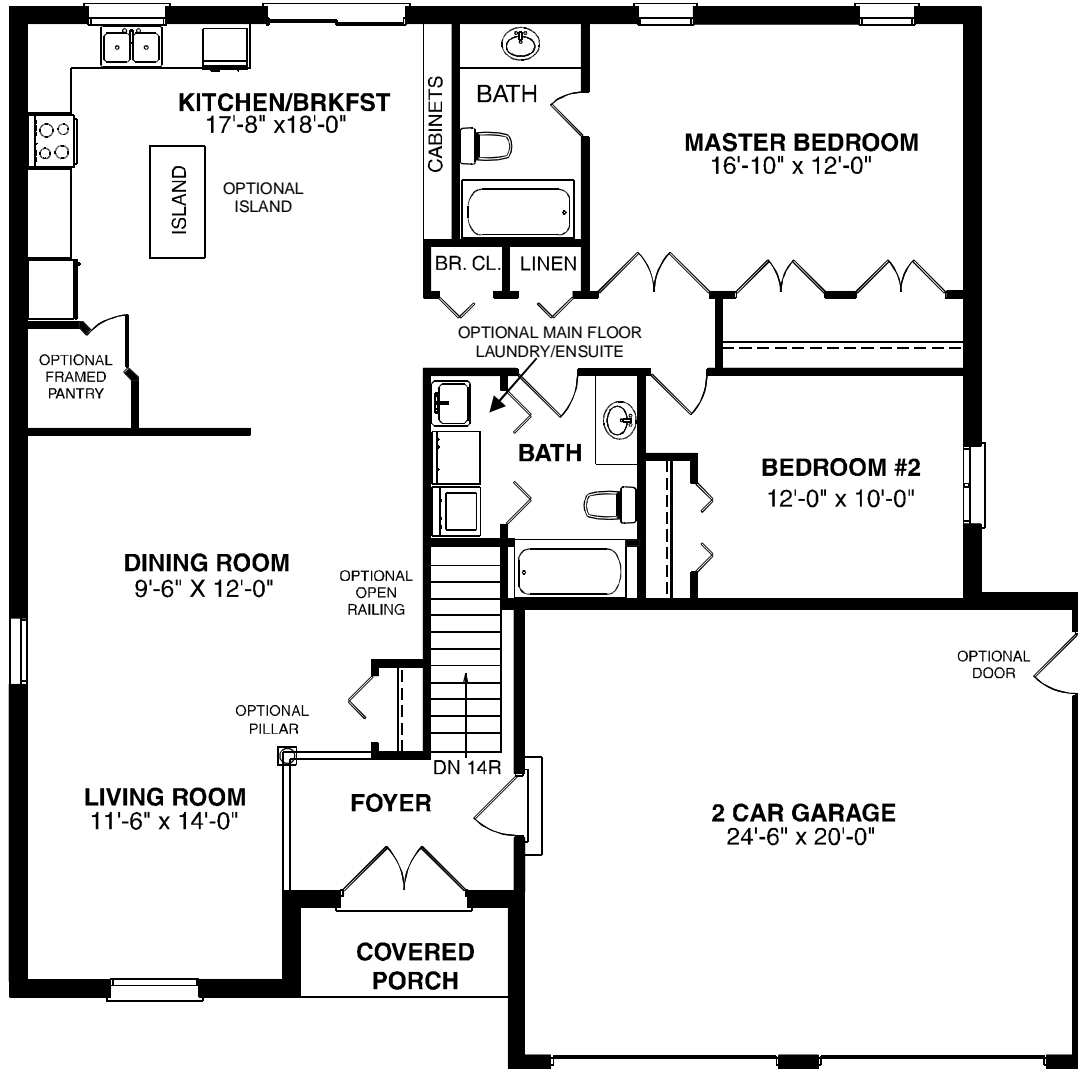 KITCHEN/BRKFST
17'-8" x18'-0"
CABINETS
BATH
MASTER BEDROOM
16'-10" x 12'-0"
ISLAND
OPTIONAL
ISLAND
BR. CL.
LINEN
OPTIONAL MAIN FLOOR
LAUNDRY/ENSUITE
OPTIONAL
FRAMED
PANTRY
BATH
BEDROOM #2
12'-0" x 10'-0"
DINING ROOM
9'-6" X 12'-0"
OPTIONAL
OPEN
RAILING
OPTIONAL
DOOR
OPTIONAL
PILLAR
DN 14R
LIVING ROOM
11'-6" x 14'-0"
FOYER
2 CAR GARAGE
24'-6" x 20'-0"
COVERED
PORCH